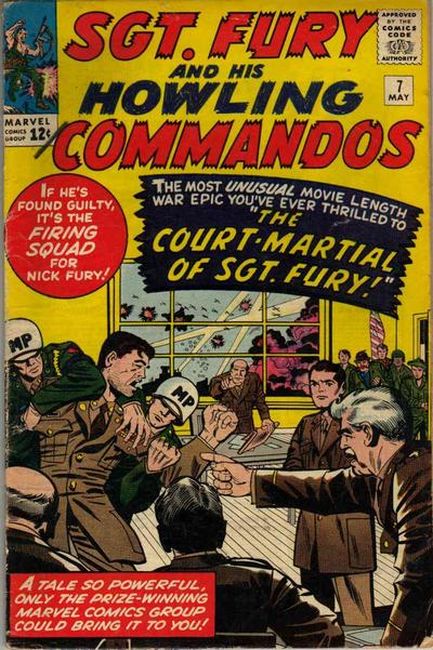 SGT. FURY
AND HIS
HOWLING
COMMANDOS
APPROVED
BY THE
COMICS
CODE
AUTHORITY
7
MAY
MARVEL
COMICS
GROUP
12¢
IF HE'S
FOUND GUILTY,
IT'S THE
FIRING
SQUAD
FOR
NICK FURY!
THE MOST UNUSUAL MOVIE LENGTH
WAR EPIC YOU'VE EVER THRILLED TO
"THE
COURT-MARTIAL
OF SGT. FURY!"
MP
MP
A TALE SO POWERFUL,
ONLY THE PRIZE-WINNING
MARVEL COMICS GROUP
COULD BRING IT TO YOU!